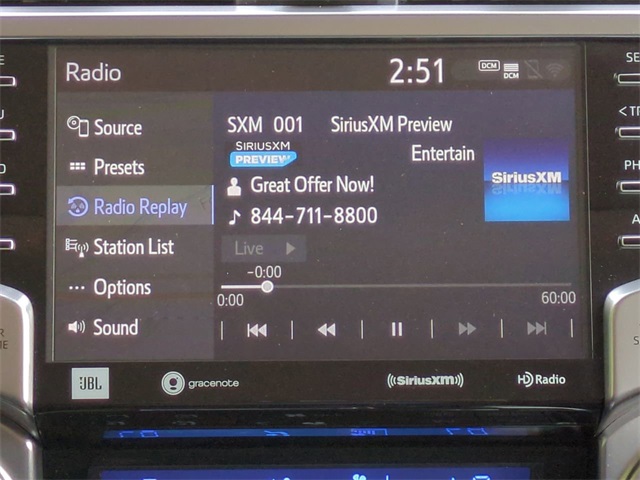 Radio
2:51
DCM
DCM
Source
Presets
Radio Replay
Station List
Options
Sound
SXM 001 SiriusXM Preview
SIRIUSXM
PREVIEW
Entertain
SiriusXM
Great Offer Now!
844-711-8800
Live
-0:00
0:00
60:00
JBL
gracenote
((SiriusXM))
HD Radio
SE
< T
PH
A